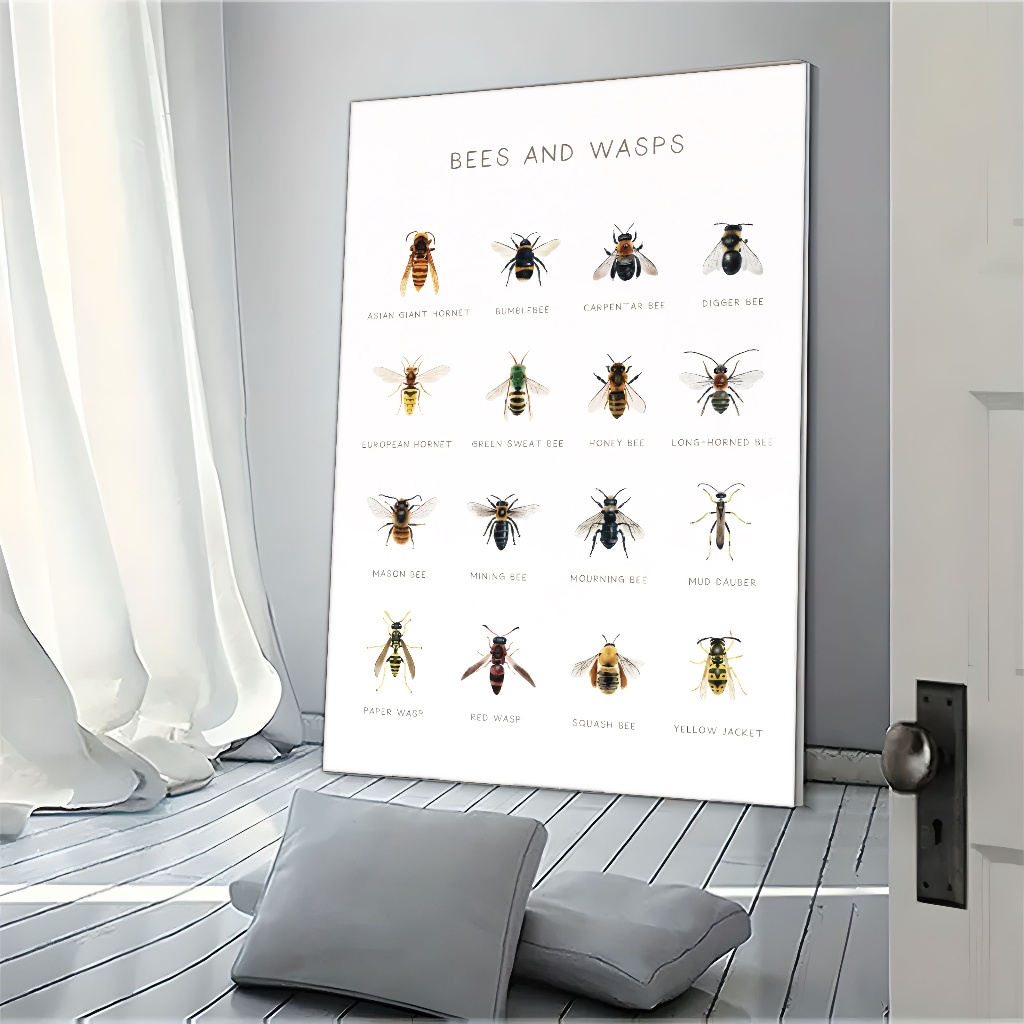 BEES AND WASPS
ASIAN GIANT HORNET BUMBLEBEE CARPENTAR BEE DIGGER BEE
EUROPEAN HORNET GREEN SWEAT BEE HONEY BEE LONG-HORNED BEE
MASON BEE MINING BEE MOURNING BEE MUD DAUBER
PAPER WASP RED WASP SQUASH BEE YELLOW JACKET